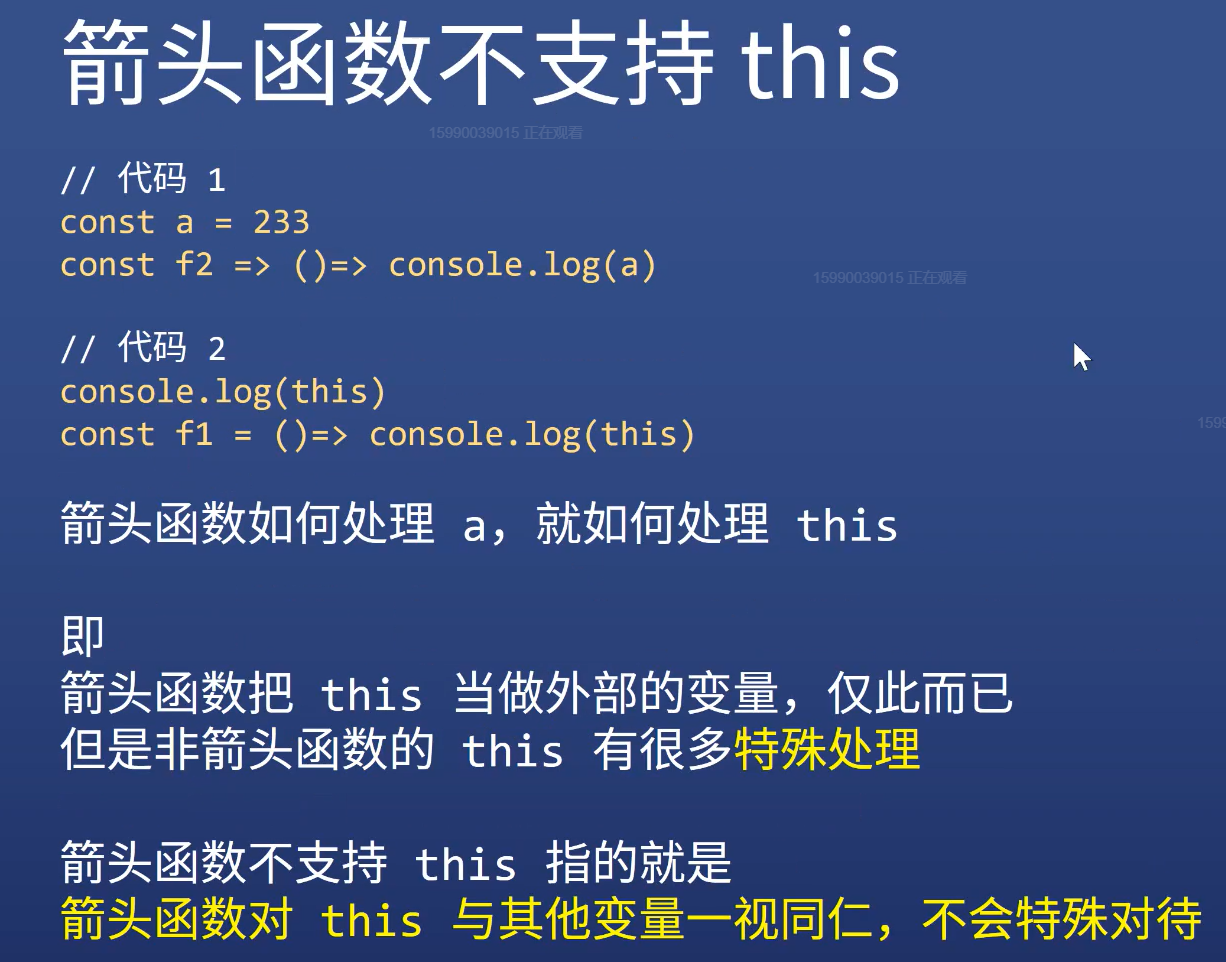 箭头函数不支持 this
15990039015 正在观看
// 代码 1
const a = 233
const f2 => ()=> console.log(a)
15990039015 正在观看
// 代码 2
console.log(this)
const f1 = ()=> console.log(this)
1599
箭头函数如何处理 a，就如何处理 this
即
箭头函数把 this 当做外部的变量，仅此而已
但是非箭头函数的 this 有很多特殊处理
箭头函数不支持 this 指的就是
箭头函数对 this 与其他变量一视同仁，不会特殊对待